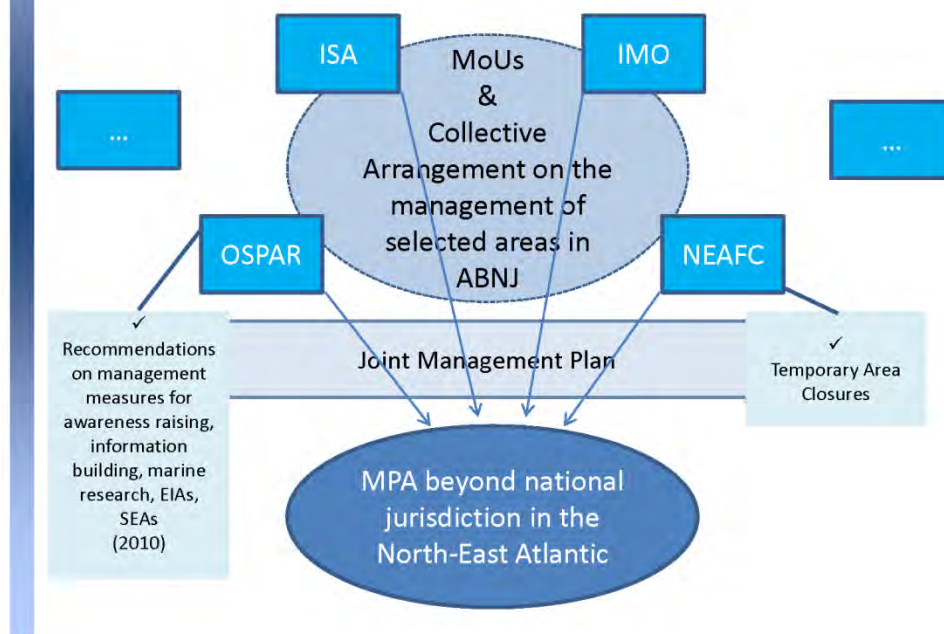 ISA
IMO
MoUs
&
Collective
Arrangement on the
management of
selected areas in
ABNJ
...
...
OSPAR
NEAFC
✓
Recommendations
on management
measures for
awareness raising,
information
building, marine
research, EIAs,
SEAs
(2010)
Joint Management Plan
✓
Temporary Area
Closures
MPA beyond national
jurisdiction in the
North-East Atlantic